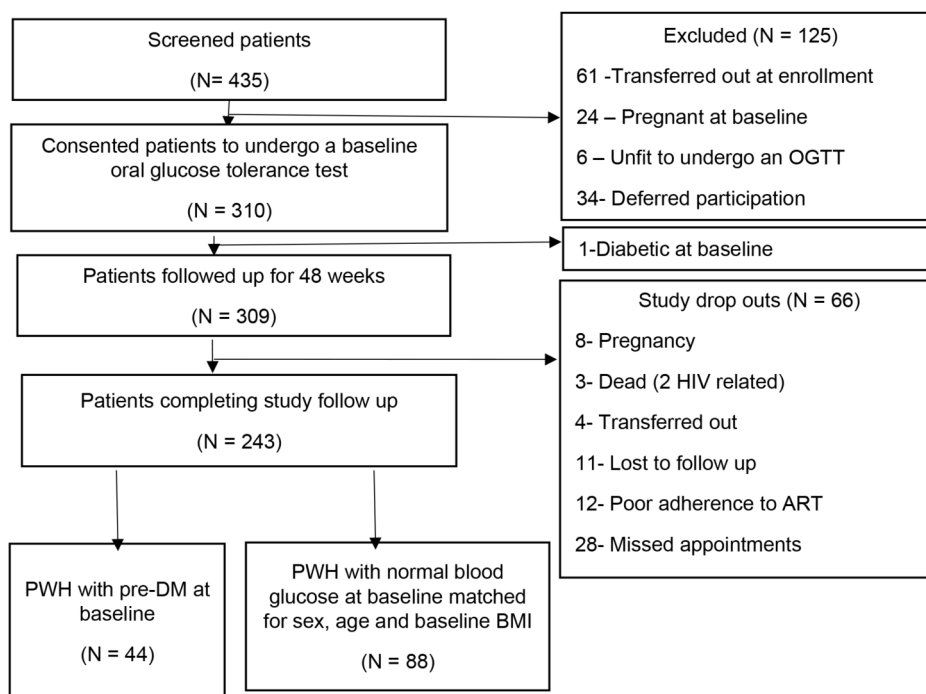 Screened patients
(N= 435)
Excluded (N = 125)
61 -Transferred out at enrollment
24 – Pregnant at baseline
6 – Unfit to undergo an OGTT
34- Deferred participation
Consented patients to undergo a baseline
oral glucose tolerance test
(N = 310)
1-Diabetic at baseline
Patients followed up for 48 weeks
(N = 309)
Study drop outs (N = 66)
8- Pregnancy
3- Dead (2 HIV related)
4- Transferred out
11- Lost to follow up
12- Poor adherence to ART
28- Missed appointments
Patients completing study follow up
(N = 243)
PWH with pre-DM at
baseline
(N = 44)
PWH with normal blood
glucose at baseline matched
for sex, age and baseline BMI
(N = 88)